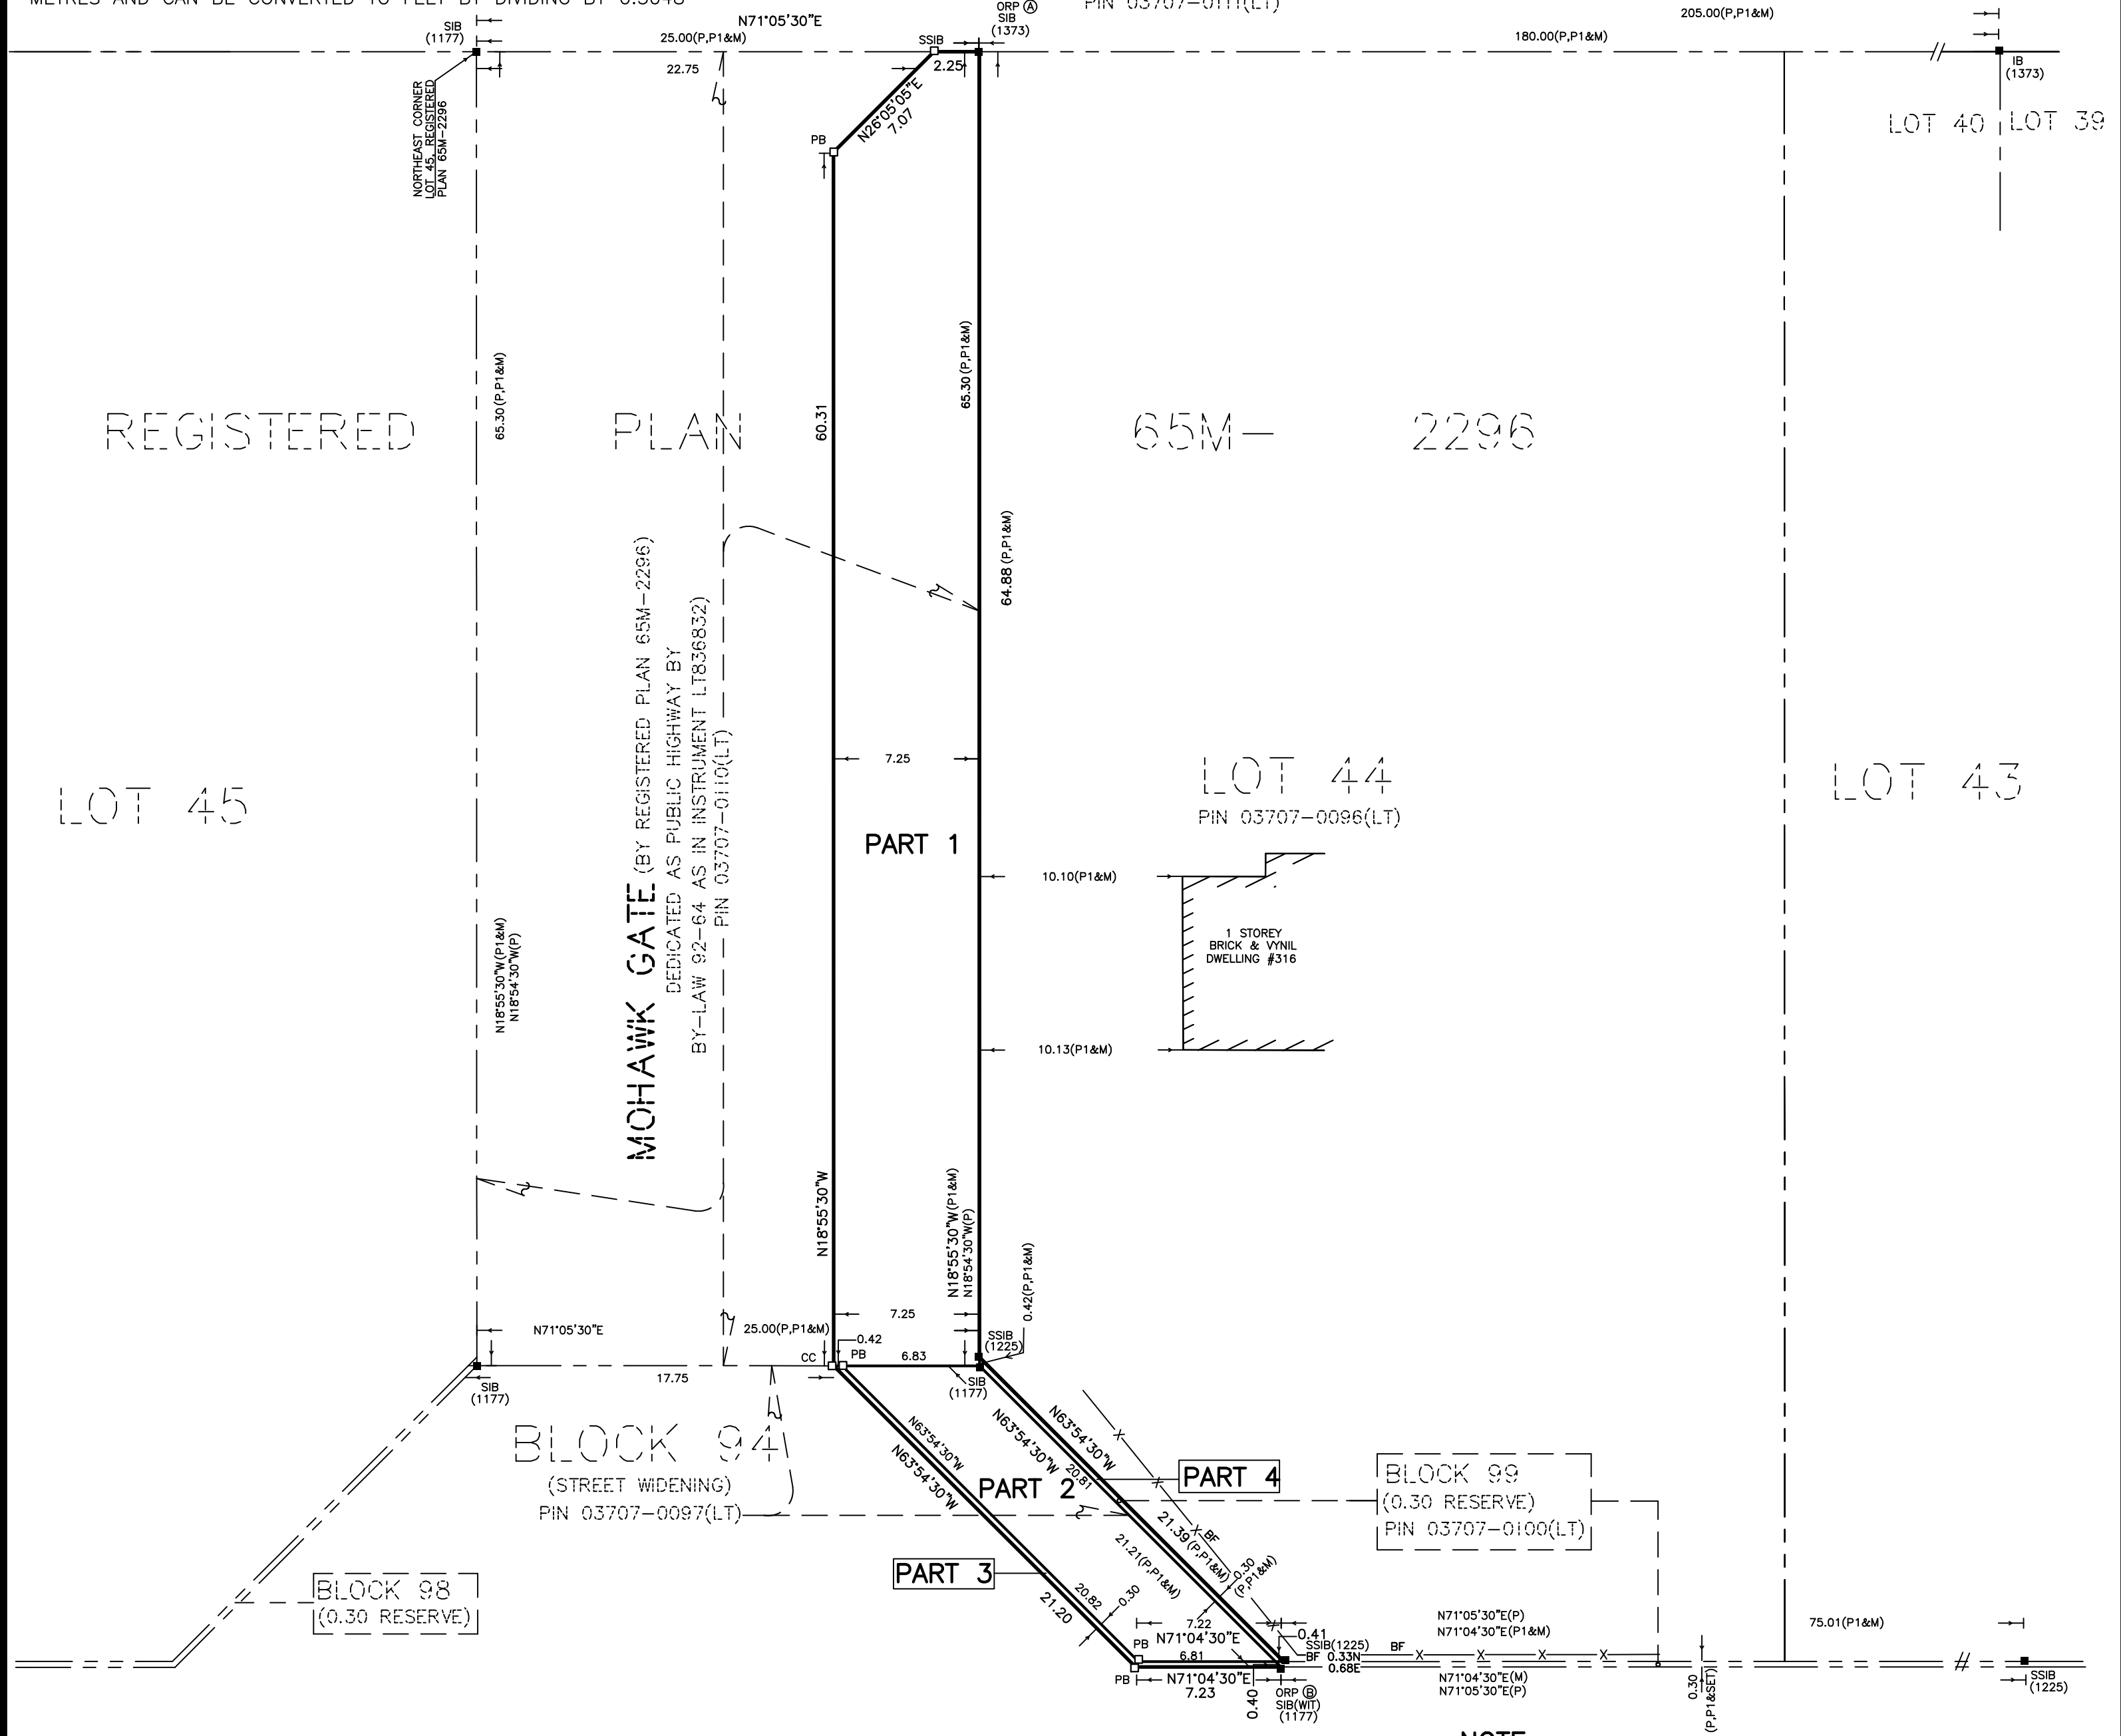 METRES AND CAN BE CONVERTED TO FEET BY DIVIDING BY 0.3048
N71°05'30"E
ORP Ⓐ
SIB
(1373)
PIN 03707-0111(LT)
205.00(P,P1&M)
SIB
(1177)
25.00(P,P1&M)
SSIB
180.00(P,P1&M)
22.75
2.25
IB
(1373)
NORTHEAST CORNER
LOT 45, REGISTERED
PLAN 65M-2296
N26°05'05"E
7.07
PB
LOT 40
LOT 39
65.30(P,P1&M)
60.31
65.30(P,P1&M)
REGISTERED
PLAN
65M-
2296
64.88 (P,P1&M)
MOHAWK GATE (BY REGISTERED PLAN 65M-2296)
DEDICATED AS PUBLIC HIGHWAY BY
BY-LAW 92-64 AS IN INSTRUMENT LT836832)
PIN 03707-0110(LT)
7.25
LOT 45
PART 1
LOT 44
PIN 03707-0096(LT)
LOT 43
10.10(P1&M)
1 STOREY
BRICK & VYNIL
DWELLING #316
10.13(P1&M)
N18°55'30"W(P1&M)
N18°54'30"W(P)
N18°55'30"W
N18°55'30"W(P1&M)
N18°54'30"W(P)
0.42(P,P1&M)
7.25
N71°05'30"E
25.00(P,P1&M)
0.42
SSIB
(1225)
CC
PB
6.83
17.75
SIB
(1177)
SIB
(1177)
BLOCK 94
(STREET WIDENING)
PIN 03707-0097(LT)
N63°54'30"W
N63°54'30"W
N63°54'30"W
N63°54'30"W
20.81
PART 2
PART 4
BLOCK 99
(0.30 RESERVE)
PIN 03707-0100(LT)
X
X
X
BF
21.39(P,P1&M)
21.21(P,P1&M)
0.30
(P,P1&M)
PART 3
BLOCK 98
(0.30 RESERVE)
20.82
0.30
21.20
7.22
N71°04'30"E
0.41
PB
6.81
SSIB(1225)
BF 0.33N
0.68E
BF
X
X
X
X
N71°05'30"E(P)
N71°04'30"E(P1&M)
75.01(P1&M)
PB
N71°04'30"E
7.23
0.40
ORP Ⓑ
SIB(WIT)
(1177)
N71°04'30"E(M)
N71°05'30"E(P)
0.30
(P,P1&SET)
SSIB
(1225)
NOTE